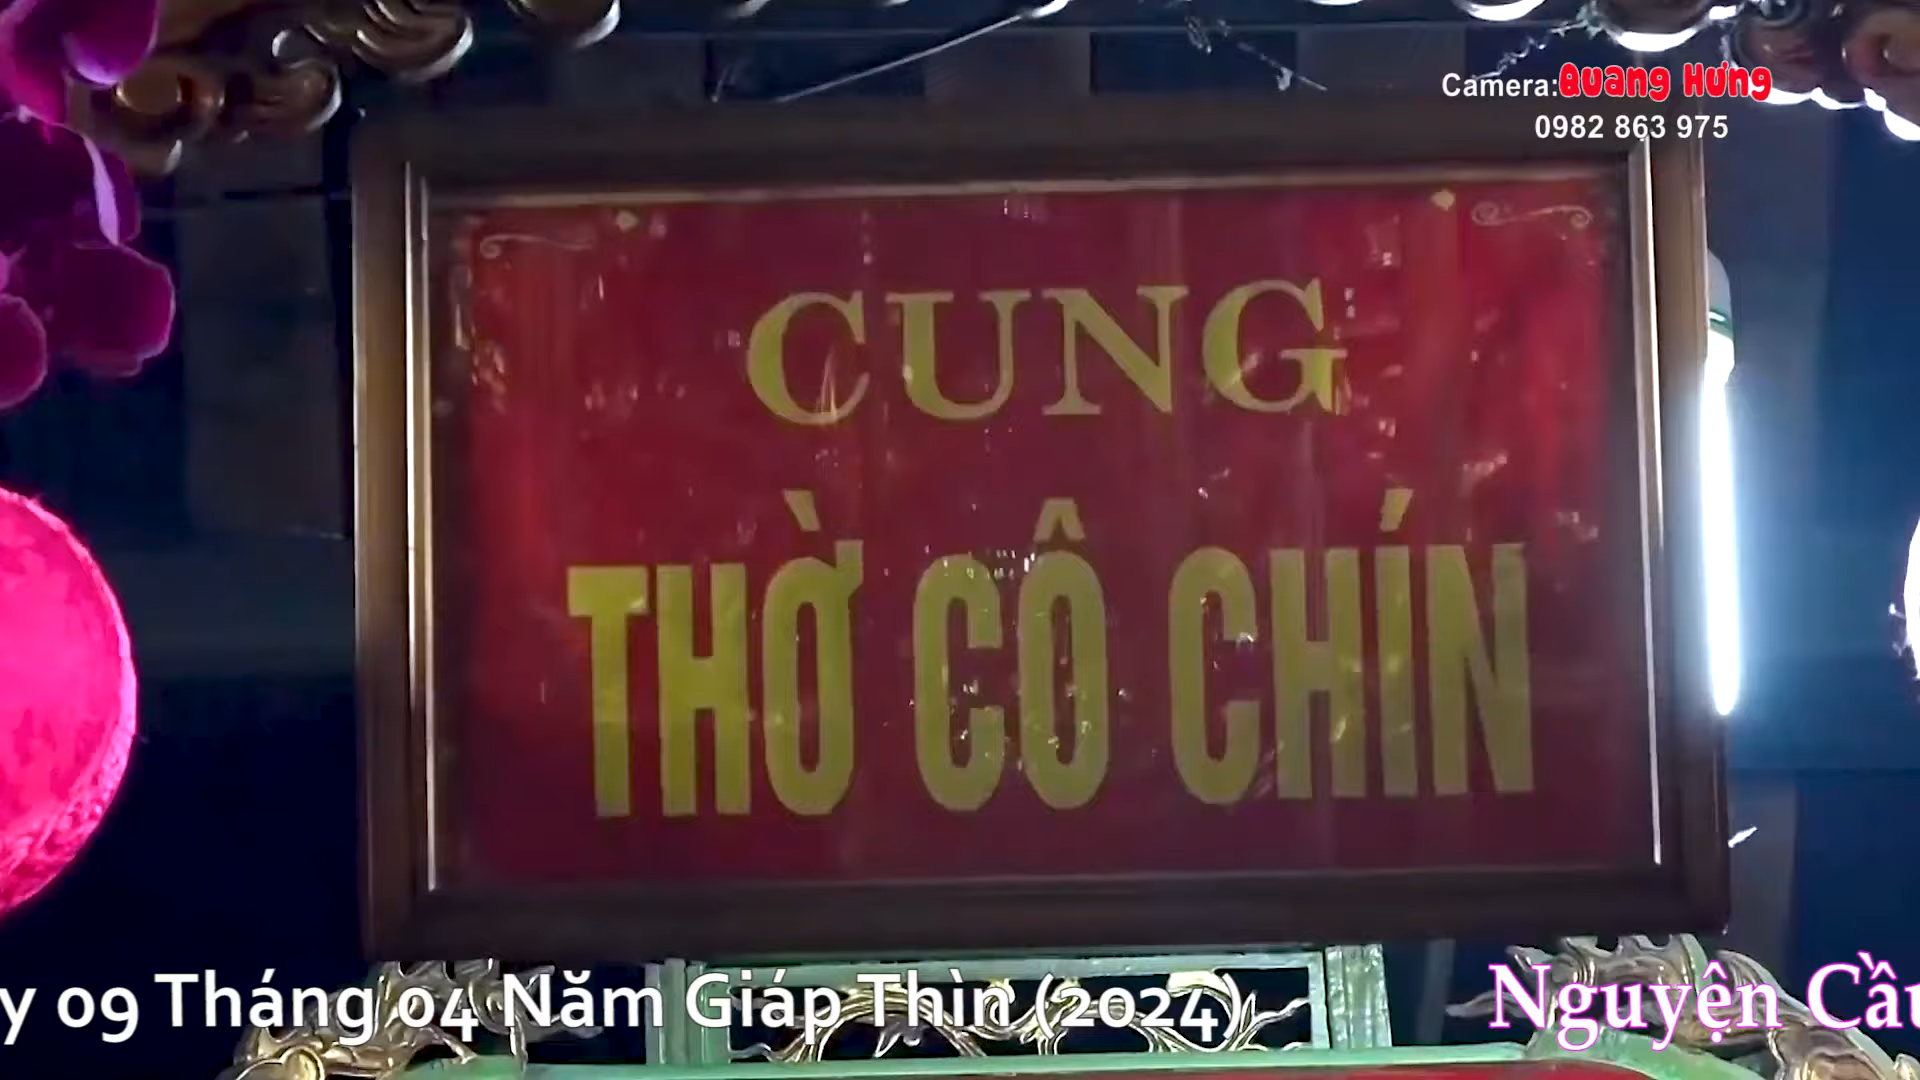 Camera:Quang Hưng
0982 863 975
CUNG
THỜ CÔ CHÍN
y 09 Tháng 04 Năm Giáp Thìn (2024)
Nguyện Cầu